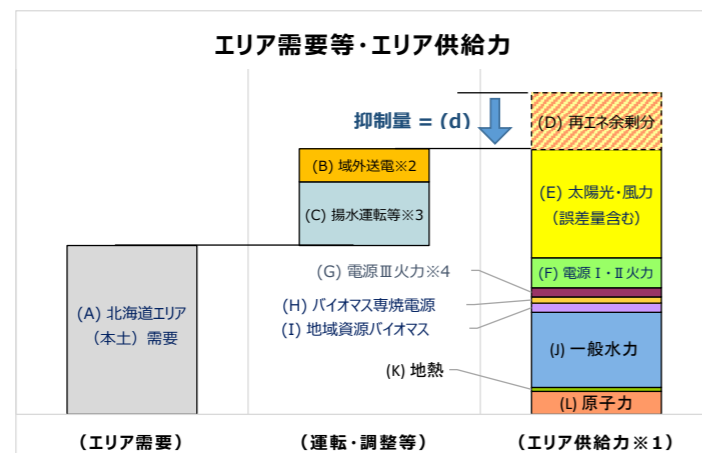 エリア需要等・エリア供給力
抑制量 = (d)
(D) 再エネ余剰分
(B) 域外送電※2
(C) 揚水運転等※3
(E) 太陽光・風力
(誤差量含む)
(G) 電源Ⅲ火力※4
(F) 電源Ⅰ・Ⅱ火力
(H) バイオマス専焼電源
(I) 地域資源バイオマス
(A) 北海道エリア
(本土) 需要
(J) 一般水力
(K) 地熱
(L) 原子力
(エリア需要)
(運転・調整等)
(エリア供給力※1)